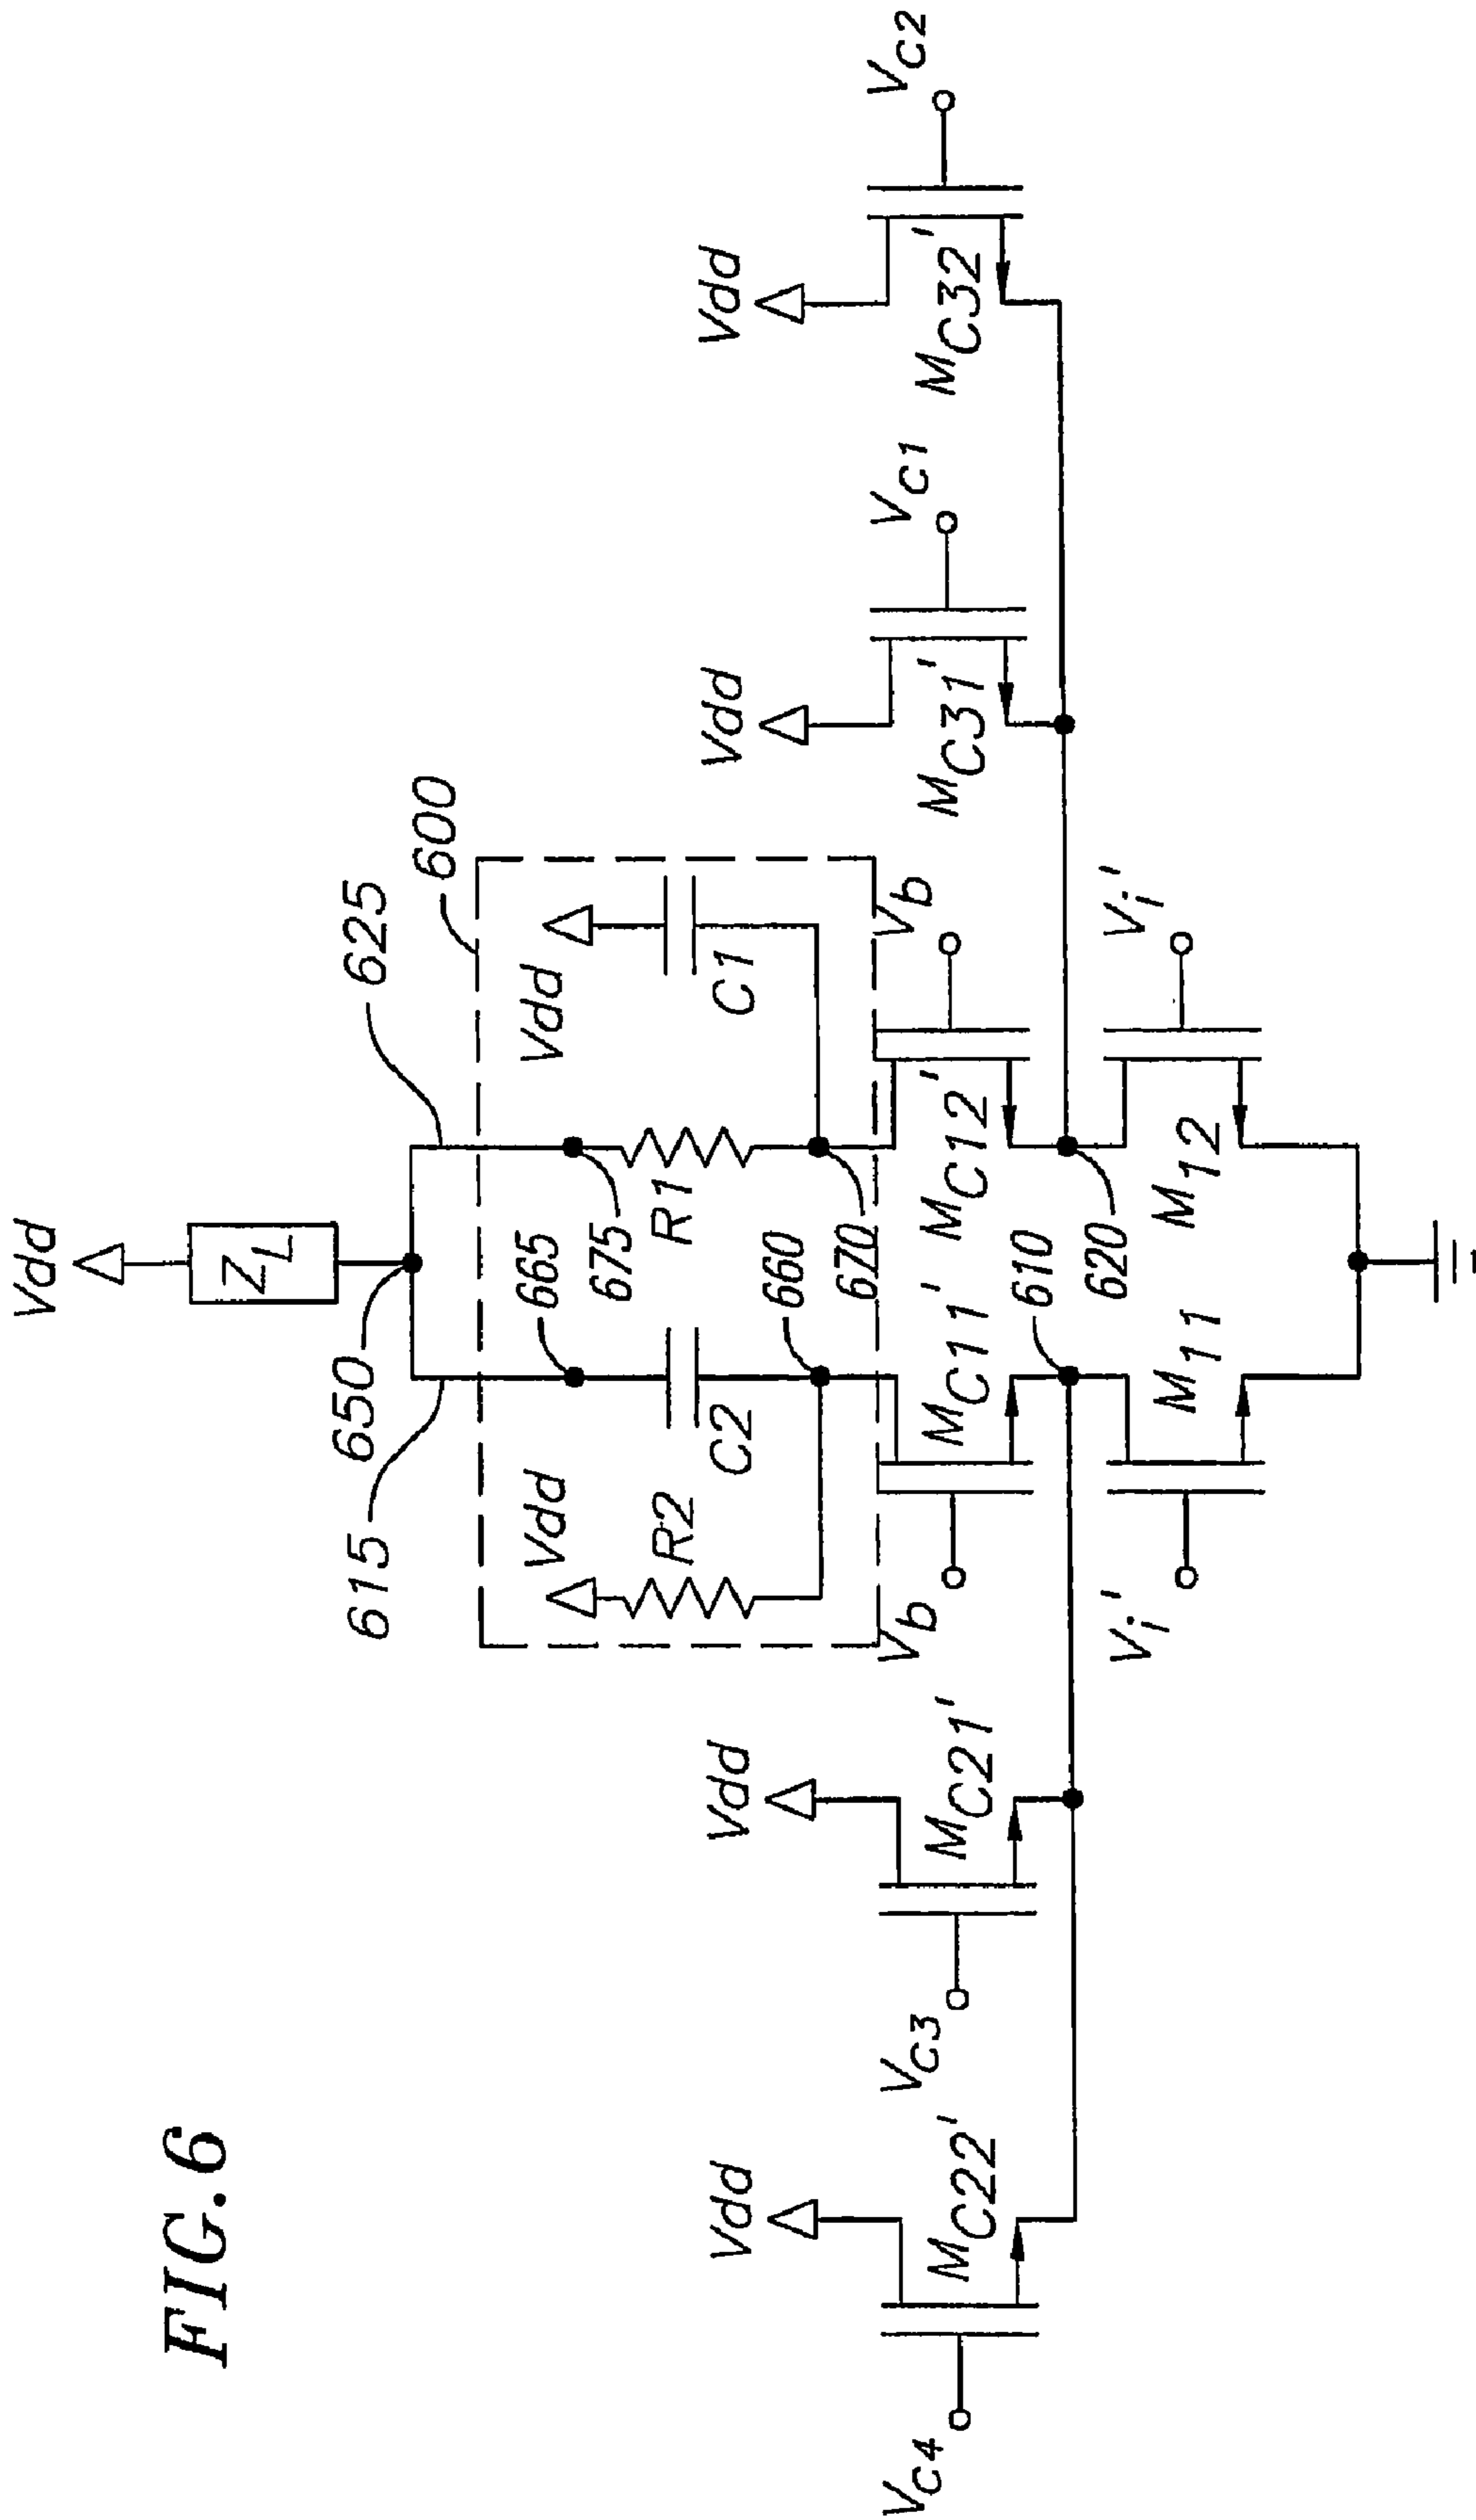 FIG.6
Vdd
ZL
650
615
625
600
Vdd
R2
C2
665
675
R1
Vdd
C1
660
670
Vdd
MC22'
VC4
Vdd
MC21'
VC3
Vb
MC11'
MC12'
Vb
Vdd
MC31'
VC1
Vdd
MC32'
VC2
610
620
Vi'
M11
M12
Vi'